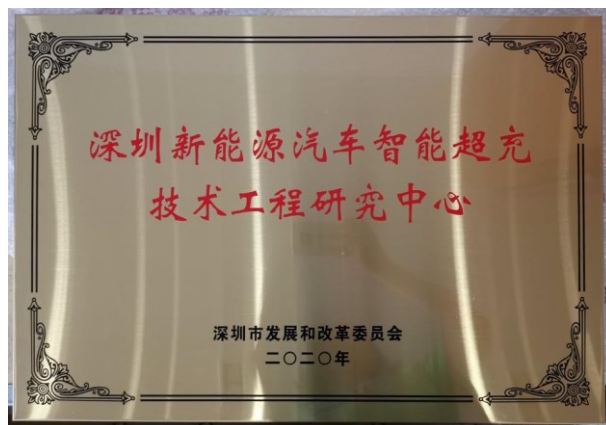 深圳新能源汽车智能超充
技术工程研究中心
深圳市发展和改革委员会
二〇二〇年